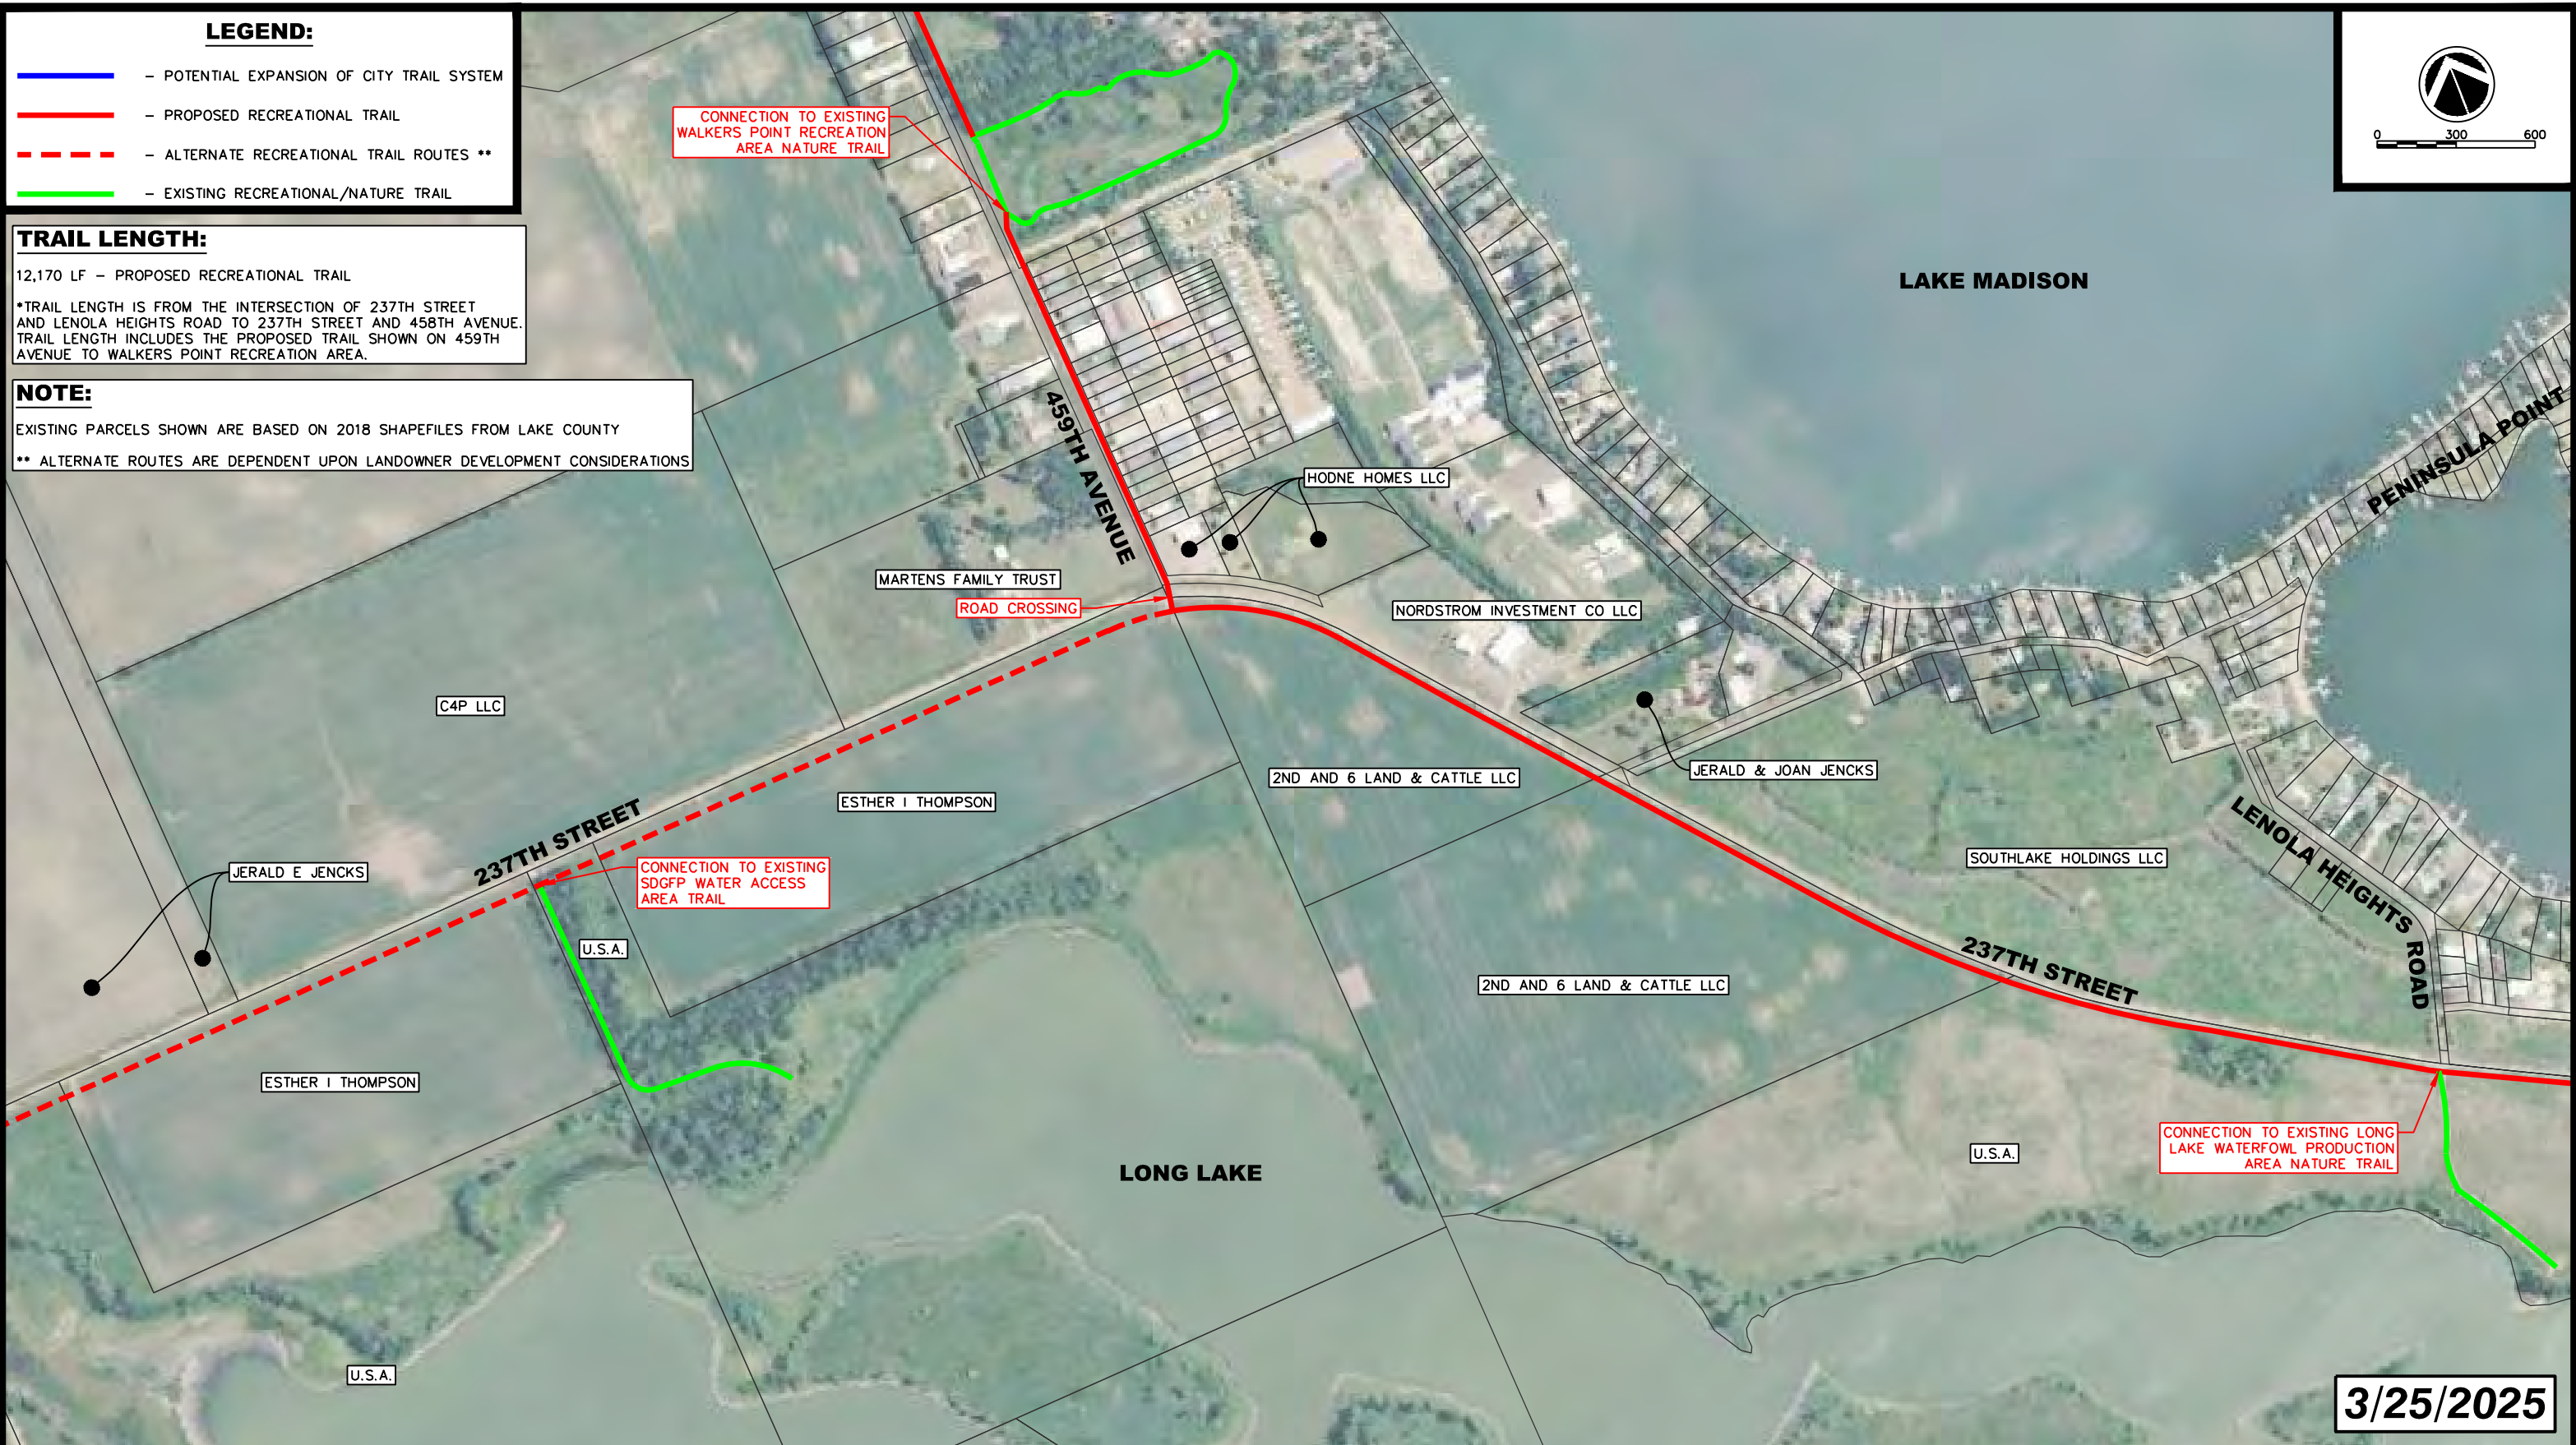 LEGEND:
– POTENTIAL EXPANSION OF CITY TRAIL SYSTEM
– PROPOSED RECREATIONAL TRAIL
– ALTERNATE RECREATIONAL TRAIL ROUTES **
– EXISTING RECREATIONAL/NATURE TRAIL
TRAIL LENGTH:
12,170 LF – PROPOSED RECREATIONAL TRAIL
*TRAIL LENGTH IS FROM THE INTERSECTION OF 237TH STREET
AND LENOLA HEIGHTS ROAD TO 237TH STREET AND 458TH AVENUE.
TRAIL LENGTH INCLUDES THE PROPOSED TRAIL SHOWN ON 459TH
AVENUE TO WALKERS POINT RECREATION AREA.
NOTE:
EXISTING PARCELS SHOWN ARE BASED ON 2018 SHAPEFILES FROM LAKE COUNTY
** ALTERNATE ROUTES ARE DEPENDENT UPON LANDOWNER DEVELOPMENT CONSIDERATIONS
0 300 600
CONNECTION TO EXISTING
WALKERS POINT RECREATION
AREA NATURE TRAIL
LAKE MADISON
PENINSULA POINT
459TH AVENUE
HODNE HOMES LLC
MARTENS FAMILY TRUST
ROAD CROSSING
NORDSTROM INVESTMENT CO LLC
C4P LLC
JERALD & JOAN JENCKS
2ND AND 6 LAND & CATTLE LLC
ESTHER I THOMPSON
237TH STREET
JERALD E JENCKS
CONNECTION TO EXISTING
SDGFP WATER ACCESS
AREA TRAIL
SOUTHLAKE HOLDINGS LLC
LENOLA HEIGHTS ROAD
U.S.A.
237TH STREET
2ND AND 6 LAND & CATTLE LLC
ESTHER I THOMPSON
LONG LAKE
U.S.A.
CONNECTION TO EXISTING LONG
LAKE WATERFOWL PRODUCTION
AREA NATURE TRAIL
U.S.A.
3/25/2025